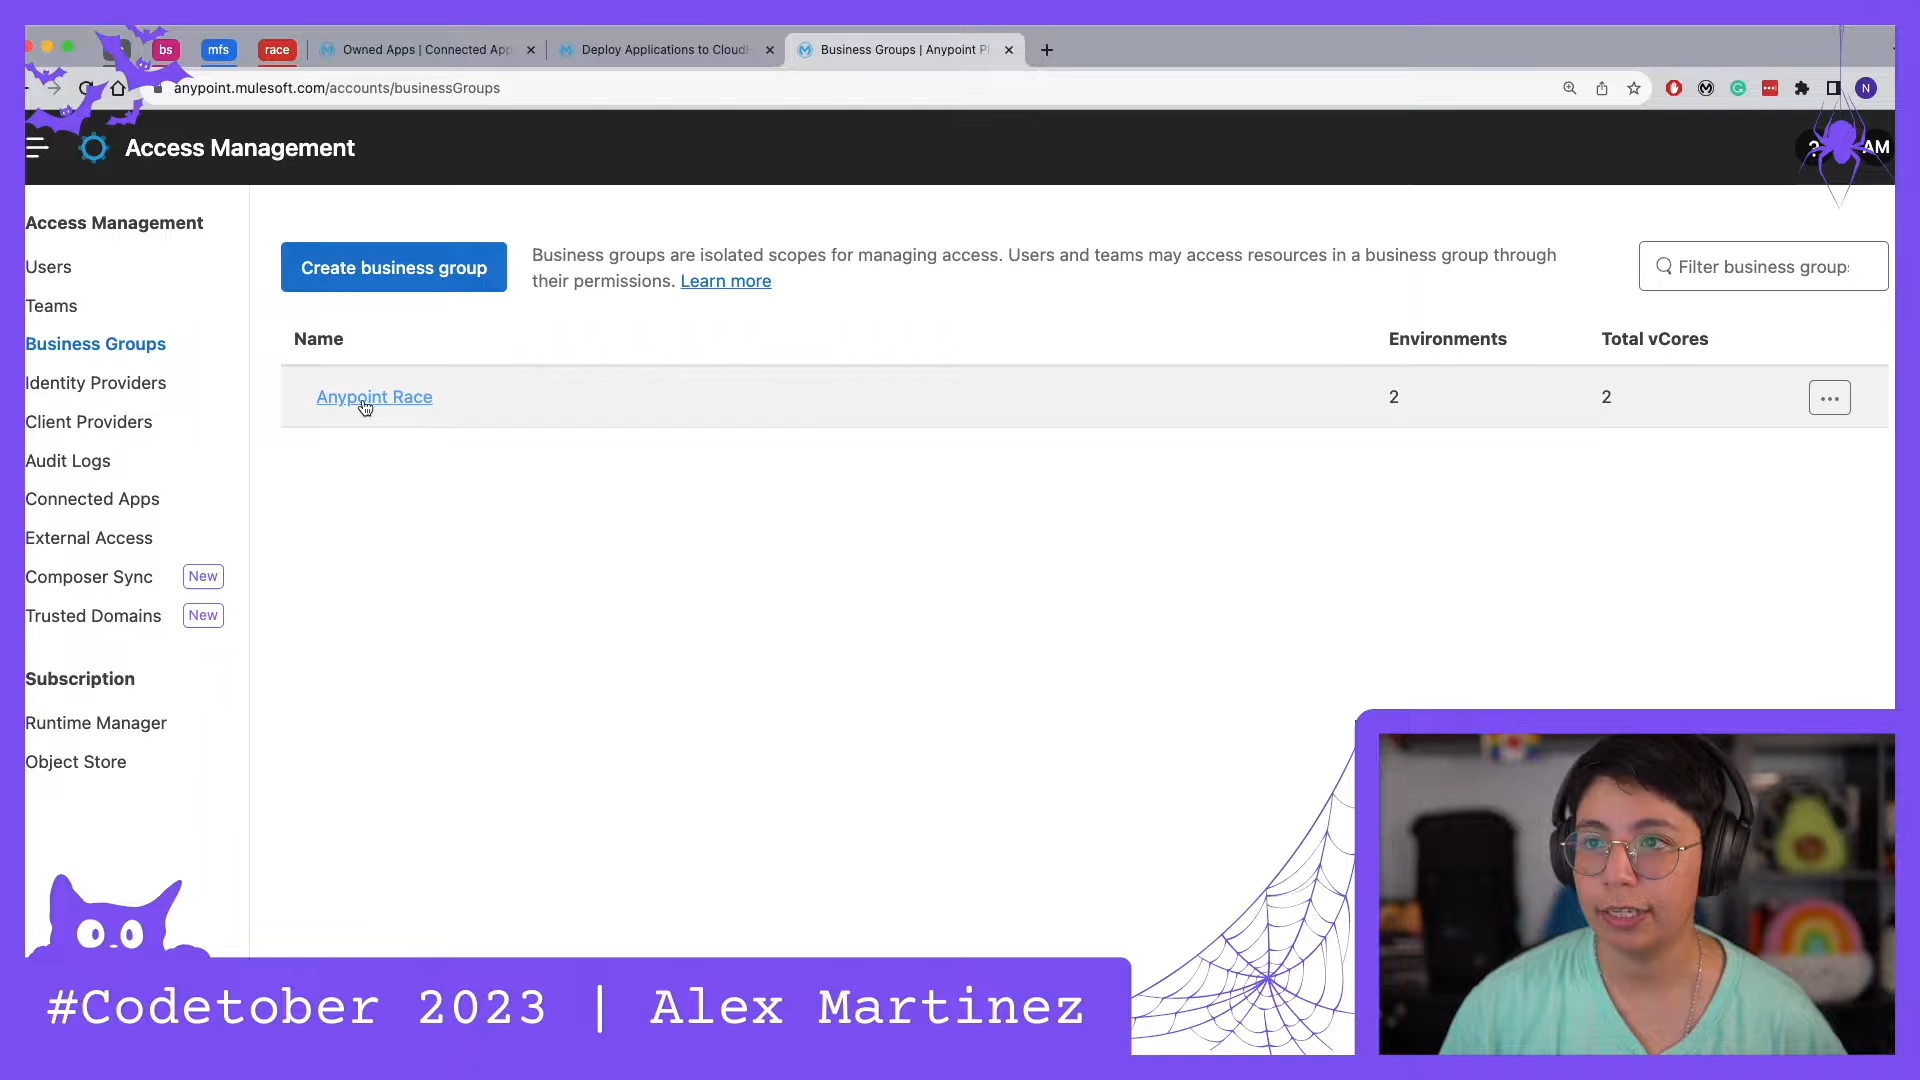 bs
mfs
race
Owned Apps | Connected App
Deploy Applications to Cloud
Business Groups | Anypoint Pl
anypoint.mulesoft.com/accounts/businessGroups
N
Access Management
?
AM
Access Management
Users
Teams
Business Groups
Identity Providers
Client Providers
Audit Logs
Connected Apps
External Access
Composer Sync New
Trusted Domains New
Subscription
Runtime Manager
Object Store
Create business group
Business groups are isolated scopes for managing access. Users and teams may access resources in a business group through
their permissions. Learn more
Filter business group
Name Environments Total vCores
Anypoint Race 2 2
#Codetober 2023 | Alex Martinez